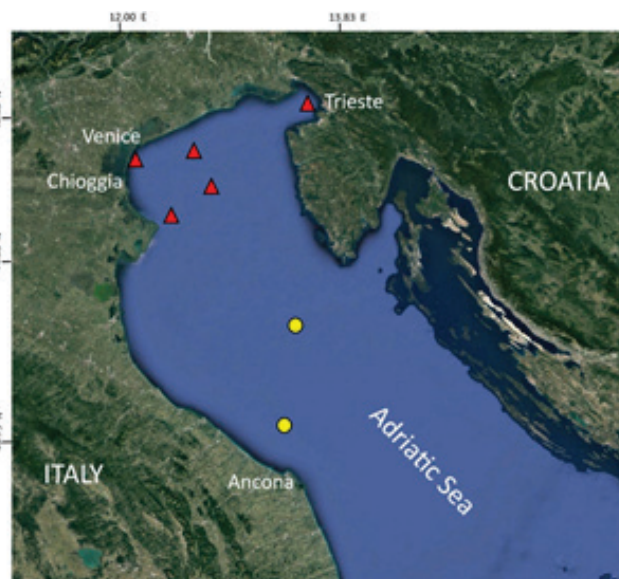 12.00 E
13.83 E
Trieste
Venice
Chioggia
CROATIA
Adriatic Sea
ITALY
Ancona